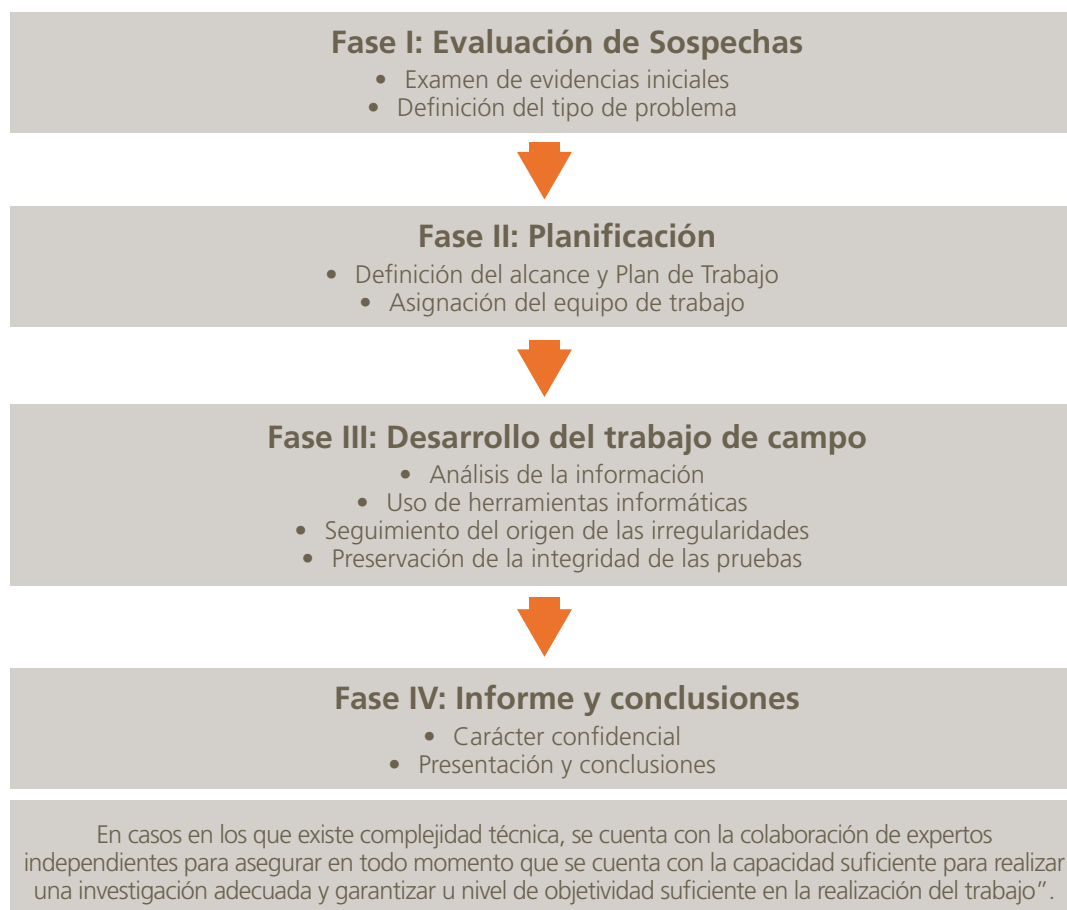 Fase I: Evaluación de Sospechas
• Examen de evidencias iniciales
• Definición del tipo de problema
Fase II: Planificación
• Definición del alcance y Plan de Trabajo
• Asignación del equipo de trabajo
Fase III: Desarrollo del trabajo de campo
• Análisis de la información
• Uso de herramientas informáticas
• Seguimiento del origen de las irregularidades
• Preservación de la integridad de las pruebas
Fase IV: Informe y conclusiones
• Carácter confidencial
• Presentación y conclusiones
En casos en los que existe complejidad técnica, se cuenta con la colaboración de expertos
independientes para asegurar en todo momento que se cuenta con la capacidad suficiente para realizar
una investigación adecuada y garantizar u nivel de objetividad suficiente en la realización del trabajo”.